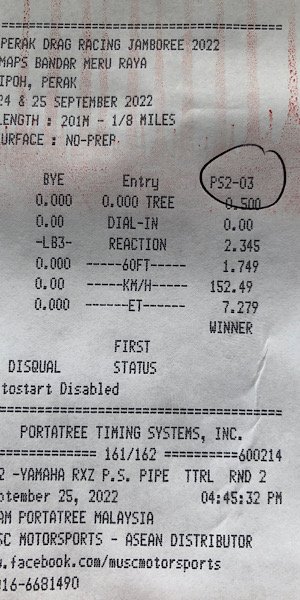 PERAK DRAG RACING JAMBOREE 2022
MAPS BANDAR MERU RAYA
IPOH, PERAK
24 & 25 SEPTEMBER 2022
LENGTH : 201M - 1/8 MILES
URFACE : NO-PREP
BYE Entry PS2-03
0.000 0.000 TREE 0.500
0.00 DIAL-IN 0.00
-LB3- REACTION 2.345
0.000 ------60FT------ 1.749
0.00 ------KM/H------ 152.49
0.000 -------ET------- 7.279
WINNER
FIRST
DISQUAL STATUS
tostart Disabled
PORTATREE TIMING SYSTEMS, INC.
161/162 600214
2 -YAMAHA RXZ P.S. PIPE TTRL RND 2
ptember 25, 2022 04:45:32 PM
AM PORTATREE MALAYSIA
SC MOTORSPORTS - ASEAN DISTRIBUTOR
w.facebook.com/muscmotorsports
016-6681490